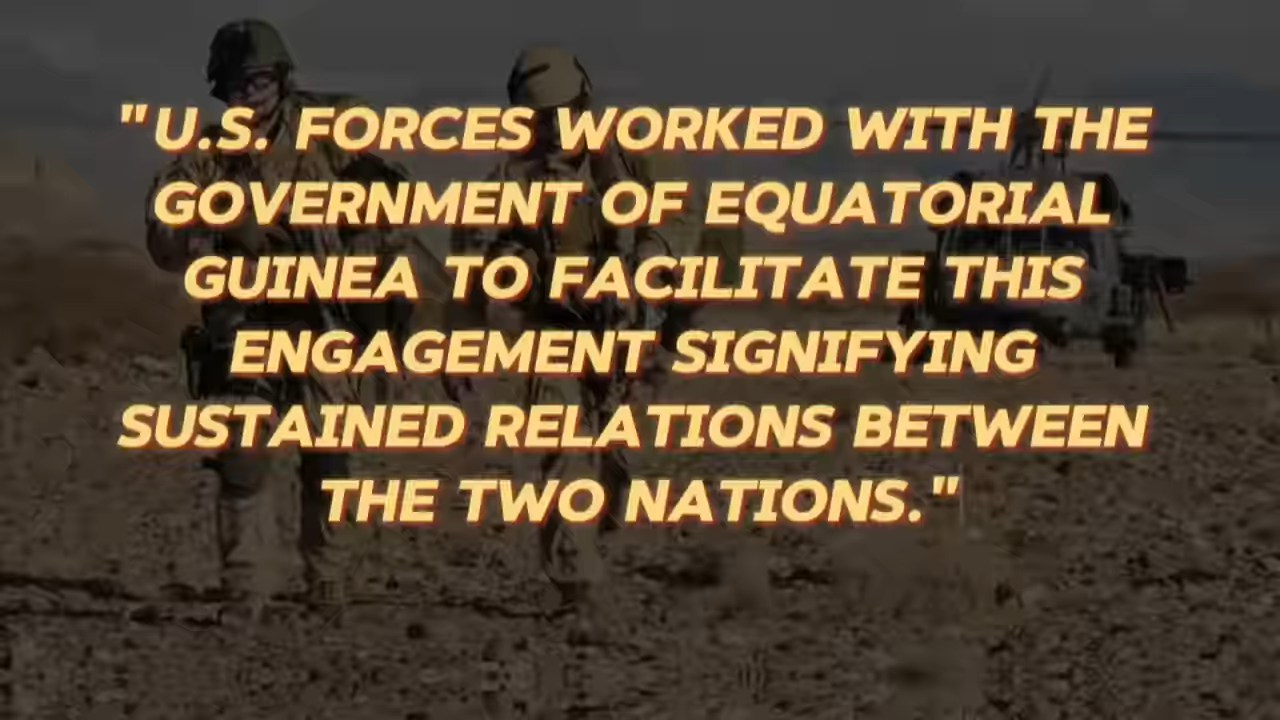 "U.S. FORCES WORKED WITH THE
GOVERNMENT OF EQUATORIAL
GUINEA TO FACILITATE THIS
ENGAGEMENT SIGNIFYING
SUSTAINED RELATIONS BETWEEN
THE TWO NATIONS."